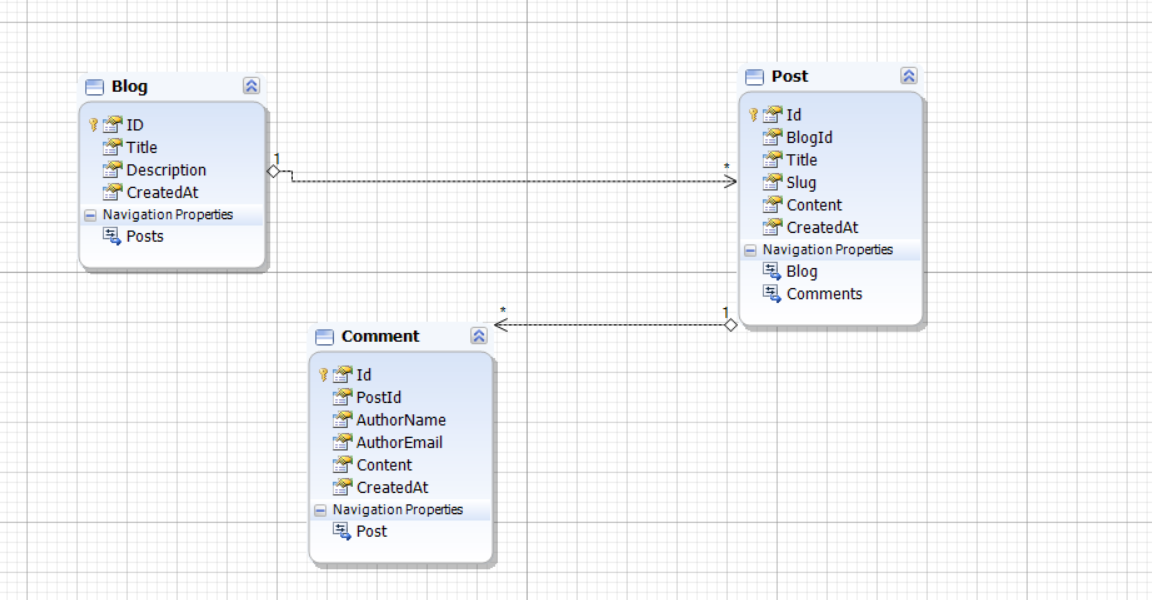 Blog
ID
Title
Description
CreatedAt
Navigation Properties
Posts
1
*
Post
Id
BlogId
Title
Slug
Content
CreatedAt
Navigation Properties
Blog
Comments
1
*
Comment
Id
PostId
AuthorName
AuthorEmail
Content
CreatedAt
Navigation Properties
Post